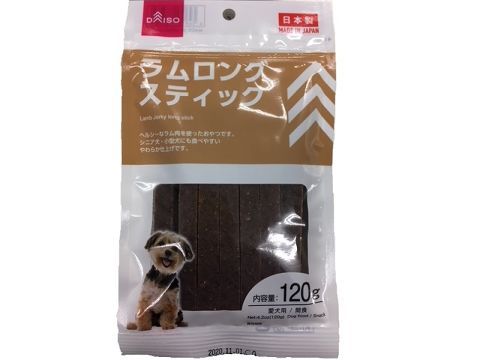 DAISO
日本製
MADE IN JAPAN
ラムロング
スティック
Lamb Jerky long stick
ヘルシーなラム肉を使ったおやつです。
シニア犬・小型犬にも食べやすい
やわらか仕上げです。
内容量: 120g
愛犬用 / 間食
Net 4.2oz(120g) Dog Food / Snack
2020.11.01